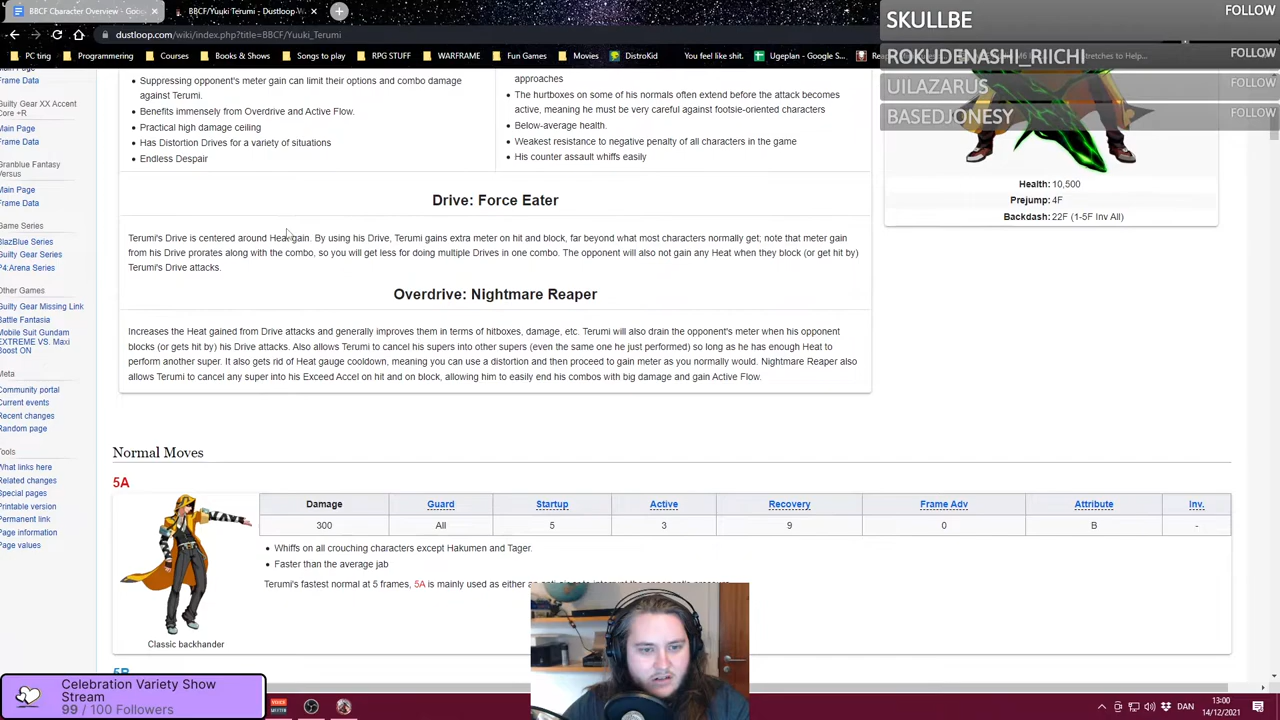 BBCF Character Overview - Goo
BBCF/Yuuki Terumi - Dustloop W
dustloop.com/wiki/index.php?title=BBCF/Yuuki_Terumi
PC ting
Programmering
Courses
Books & Shows
Songs to play
RPG STUFF
WARFRAME
Fun Games
Movies
DistroKid
You feel like shit.
Ugeplan - Google S...
SKULLBE
FOLLOW
ROKUDENASHI_RIICHI
FOLLOW
UILAZARUS
FOLLOW
BASEDJONESY
FOLLOW
Frame Data
Guilty Gear XX Accent
Core +R
Main Page
Frame Data
Granblue Fantasy
Versus
Main Page
Frame Data
Game Series
BlazBlue Series
Guilty Gear Series
P4:Arena Series
Other Games
Guilty Gear Missing Link
Battle Fantasia
Mobile Suit Gundam
EXTREME VS. Maxi
Boost ON
Meta
Community portal
Current events
Recent changes
Random page
Tools
What links here
Related changes
Special pages
Printable version
Permanent link
Page information
Page values
Suppressing opponent's meter gain can limit their options and combo damage
against Terumi.
Benefits immensely from Overdrive and Active Flow.
Practical high damage ceiling
Has Distortion Drives for a variety of situations
Endless Despair
approaches
The hurtboxes on some of his normals often extend before the attack becomes
active, meaning he must be very careful against footsie-oriented characters
Below-average health.
Weakest resistance to negative penalty of all characters in the game
His counter assault whiffs easily
Health: 10,500
Prejump: 4F
Backdash: 22F (1-5F Inv All)
Drive: Force Eater
Terumi's Drive is centered around Heat gain. By using his Drive, Terumi gains extra meter on hit and block, far beyond what most characters normally get; note that meter gain
from his Drive prorates along with the combo, so you will get less for doing multiple Drives in one combo. The opponent will also not gain any Heat when they block (or get hit by)
Terumi's Drive attacks.
Overdrive: Nightmare Reaper
Increases the Heat gained from Drive attacks and generally improves them in terms of hitboxes, damage, etc. Terumi will also drain the opponent's meter when his opponent
blocks (or gets hit by) his Drive attacks. Also allows Terumi to cancel his supers into other supers (even the same one he just performed) so long as he has enough Heat to
perform another super. It also gets rid of Heat gauge cooldown, meaning you can use a distortion and then proceed to gain meter as you normally would. Nightmare Reaper also
allows Terumi to cancel any super into his Exceed Accel on hit and on block, allowing him to easily end his combos with big damage and gain Active Flow.
Normal Moves
5A
Damage Guard Startup Active Recovery Frame Adv Attribute Inv.
300 All 5 3 9 0 B -
Whiffs on all crouching characters except Hakumen and Tager.
Faster than the average jab
Terumi's fastest normal at 5 frames, 5A is mainly used as either
Classic backhander
5B
Celebration Variety Show
Stream
99 / 100 Followers
DAN
13:00
14/12/2021